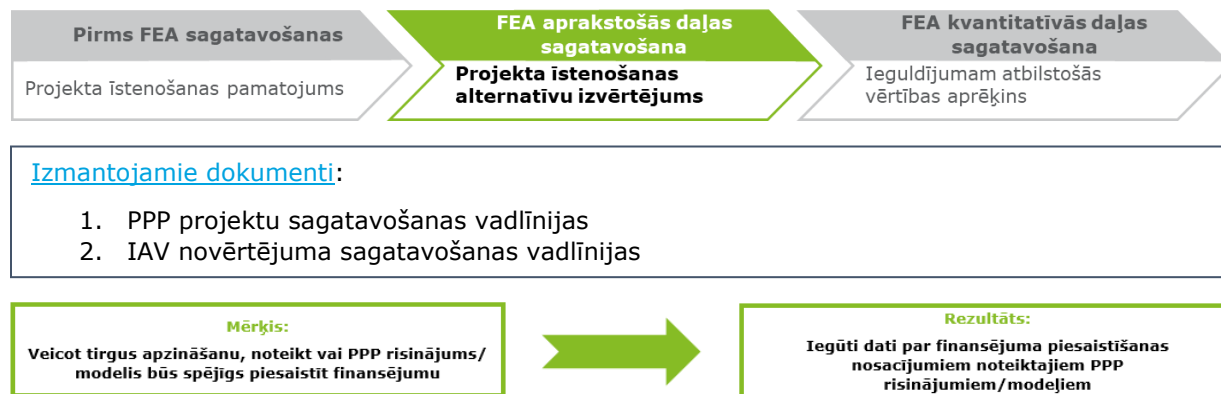 Pirms FEA sagatavošanas
Projekta īstenošanas pamatojums
FEA aprakstošās daļas
sagatavošana
Projekta īstenošanas
alternatīvu izvērtējums
FEA kvantitatīvās daļas
sagatavošana
Ieguldījumam atbilstošās
vērtības aprēķins
Izmantojamie dokumenti:
1. PPP projektu sagatavošanas vadlīnijas
2. IAV novērtējuma sagatavošanas vadlīnijas
Mērķis:
Veicot tirgus apzināšanu, noteikt vai PPP risinājums/
modelis būs spējīgs piesaistīt finansējumu
Rezultāts:
Iegūti dati par finansējuma piesaistīšanas
nosacījumiem noteiktajiem PPP
risinājumiem/modeļiem